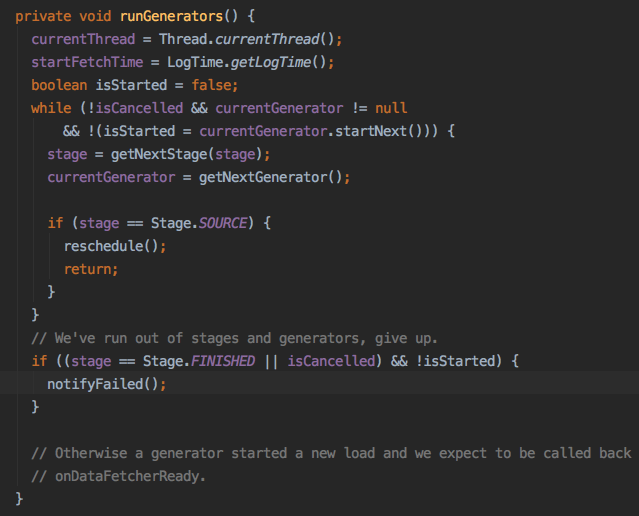 private void runGenerators() {
currentThread = Thread.currentThread();
startFetchTime = LogTime.getLogTime();
boolean isStarted = false;
while (!isCancelled && currentGenerator != null
&& !(isStarted = currentGenerator.startNext())) {
stage = getNextStage(stage);
currentGenerator = getNextGenerator();
if (stage == Stage.SOURCE) {
reschedule();
return;
}
}
// We've run out of stages and generators, give up.
if ((stage == Stage.FINISHED || isCancelled) && !isStarted) {
notifyFailed();
}
// Otherwise a generator started a new load and we expect to be called back
// onDataFetcherReady.
}